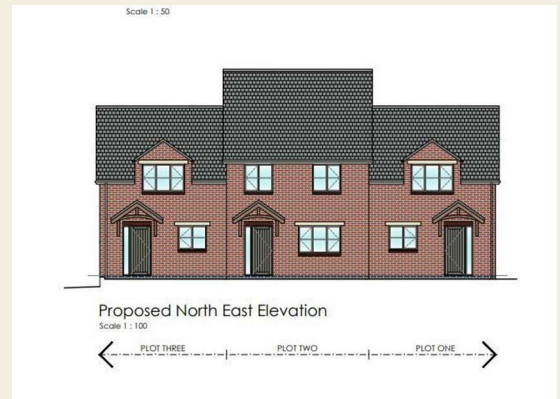 Scale 1 : 50
Proposed North East Elevation
Scale 1 : 100
PLOT THREE PLOT TWO PLOT ONE